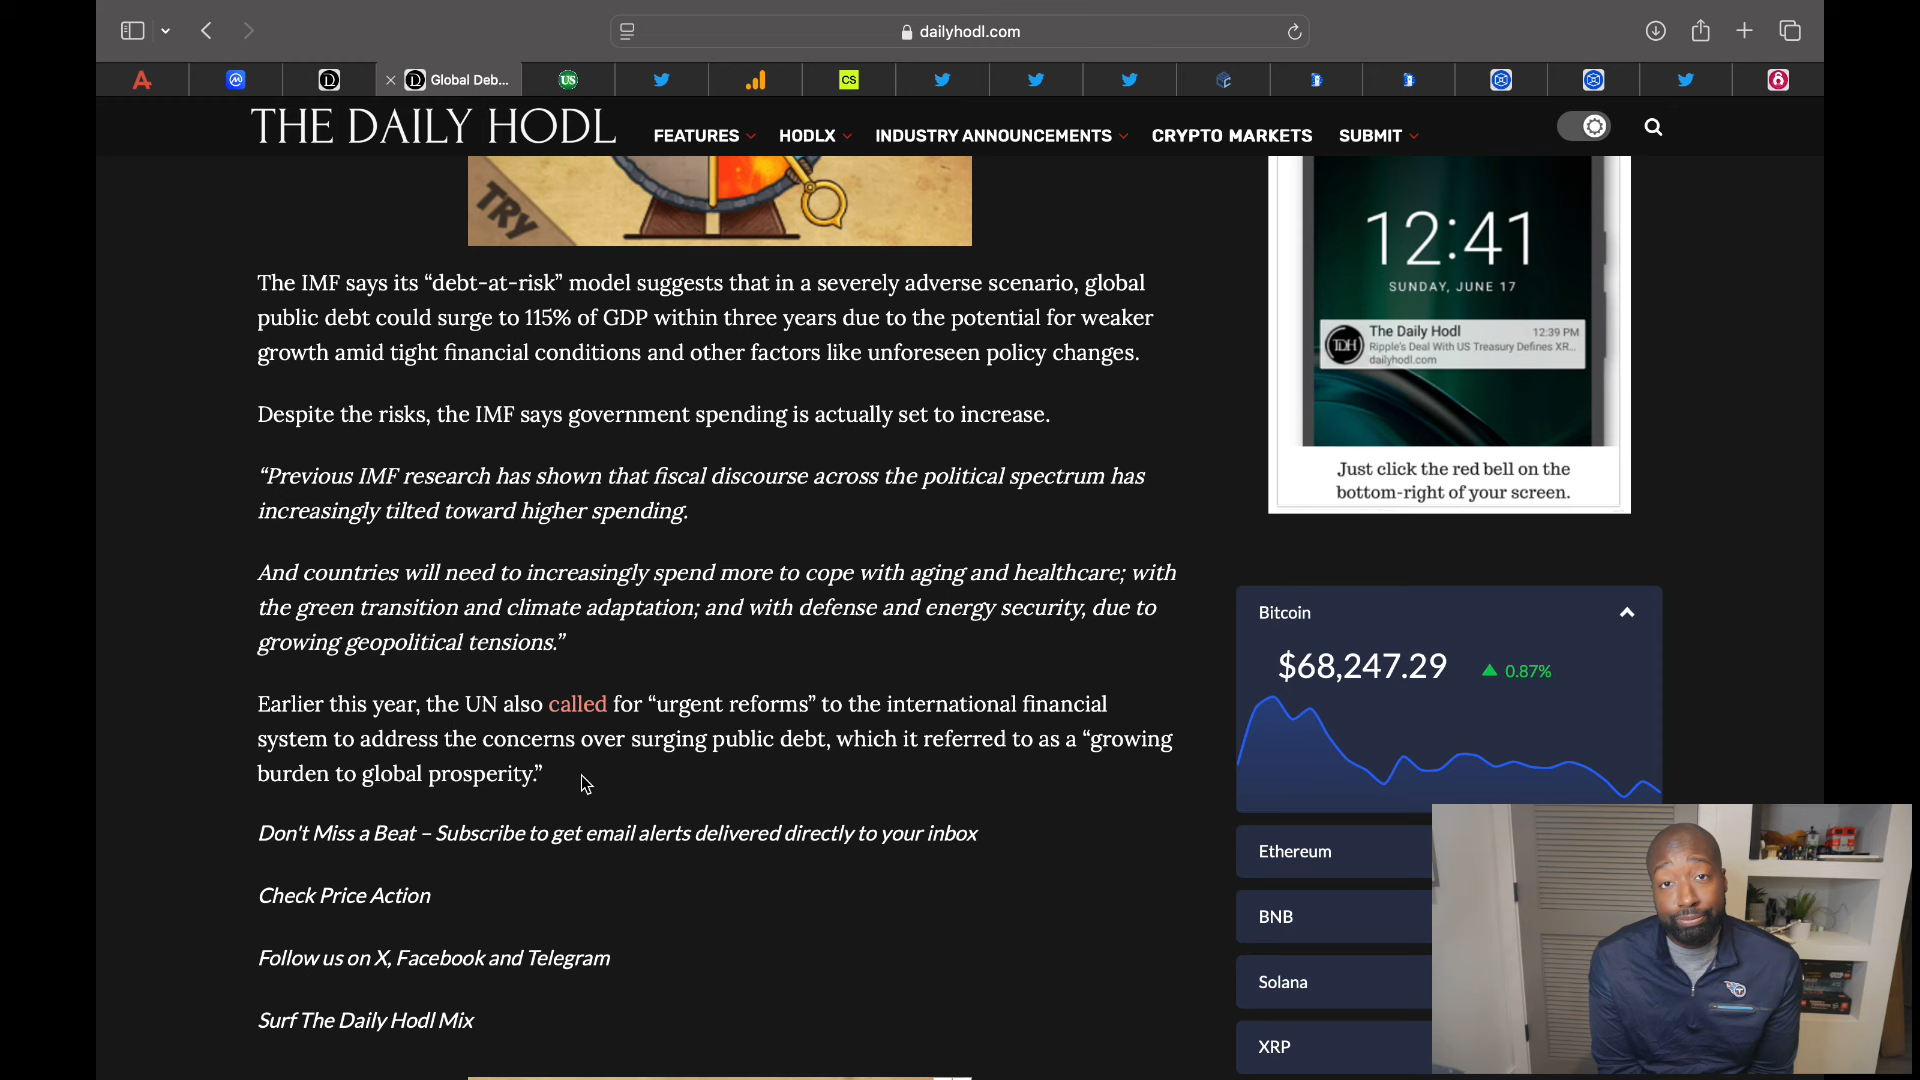 dailyhodl.com
Global Deb...
US
CS
THE DAILY HODL
FEATURES
HODLX
INDUSTRY ANNOUNCEMENTS
CRYPTO MARKETS
SUBMIT
TRY
The IMF says its “debt-at-risk” model suggests that in a severely adverse scenario, global
public debt could surge to 115% of GDP within three years due to the potential for weaker
growth amid tight financial conditions and other factors like unforeseen policy changes.
Despite the risks, the IMF says government spending is actually set to increase.
“Previous IMF research has shown that fiscal discourse across the political spectrum has
increasingly tilted toward higher spending.
And countries will need to increasingly spend more to cope with aging and healthcare; with
the green transition and climate adaptation; and with defense and energy security, due to
growing geopolitical tensions.”
Earlier this year, the UN also called for “urgent reforms” to the international financial
system to address the concerns over surging public debt, which it referred to as a “growing
burden to global prosperity.”
Don't Miss a Beat – Subscribe to get email alerts delivered directly to your inbox
Check Price Action
Follow us on X, Facebook and Telegram
Surf The Daily Hodl Mix
12:41
SUNDAY, JUNE 17
TDH
The Daily Hodl
12:39 PM
Ripple's Deal With US Treasury Defines XR...
dailyhodl.com
Just click the red bell on the
bottom-right of your screen.
Bitcoin
$68,247.29
0.87%
Ethereum
BNB
Solana
XRP